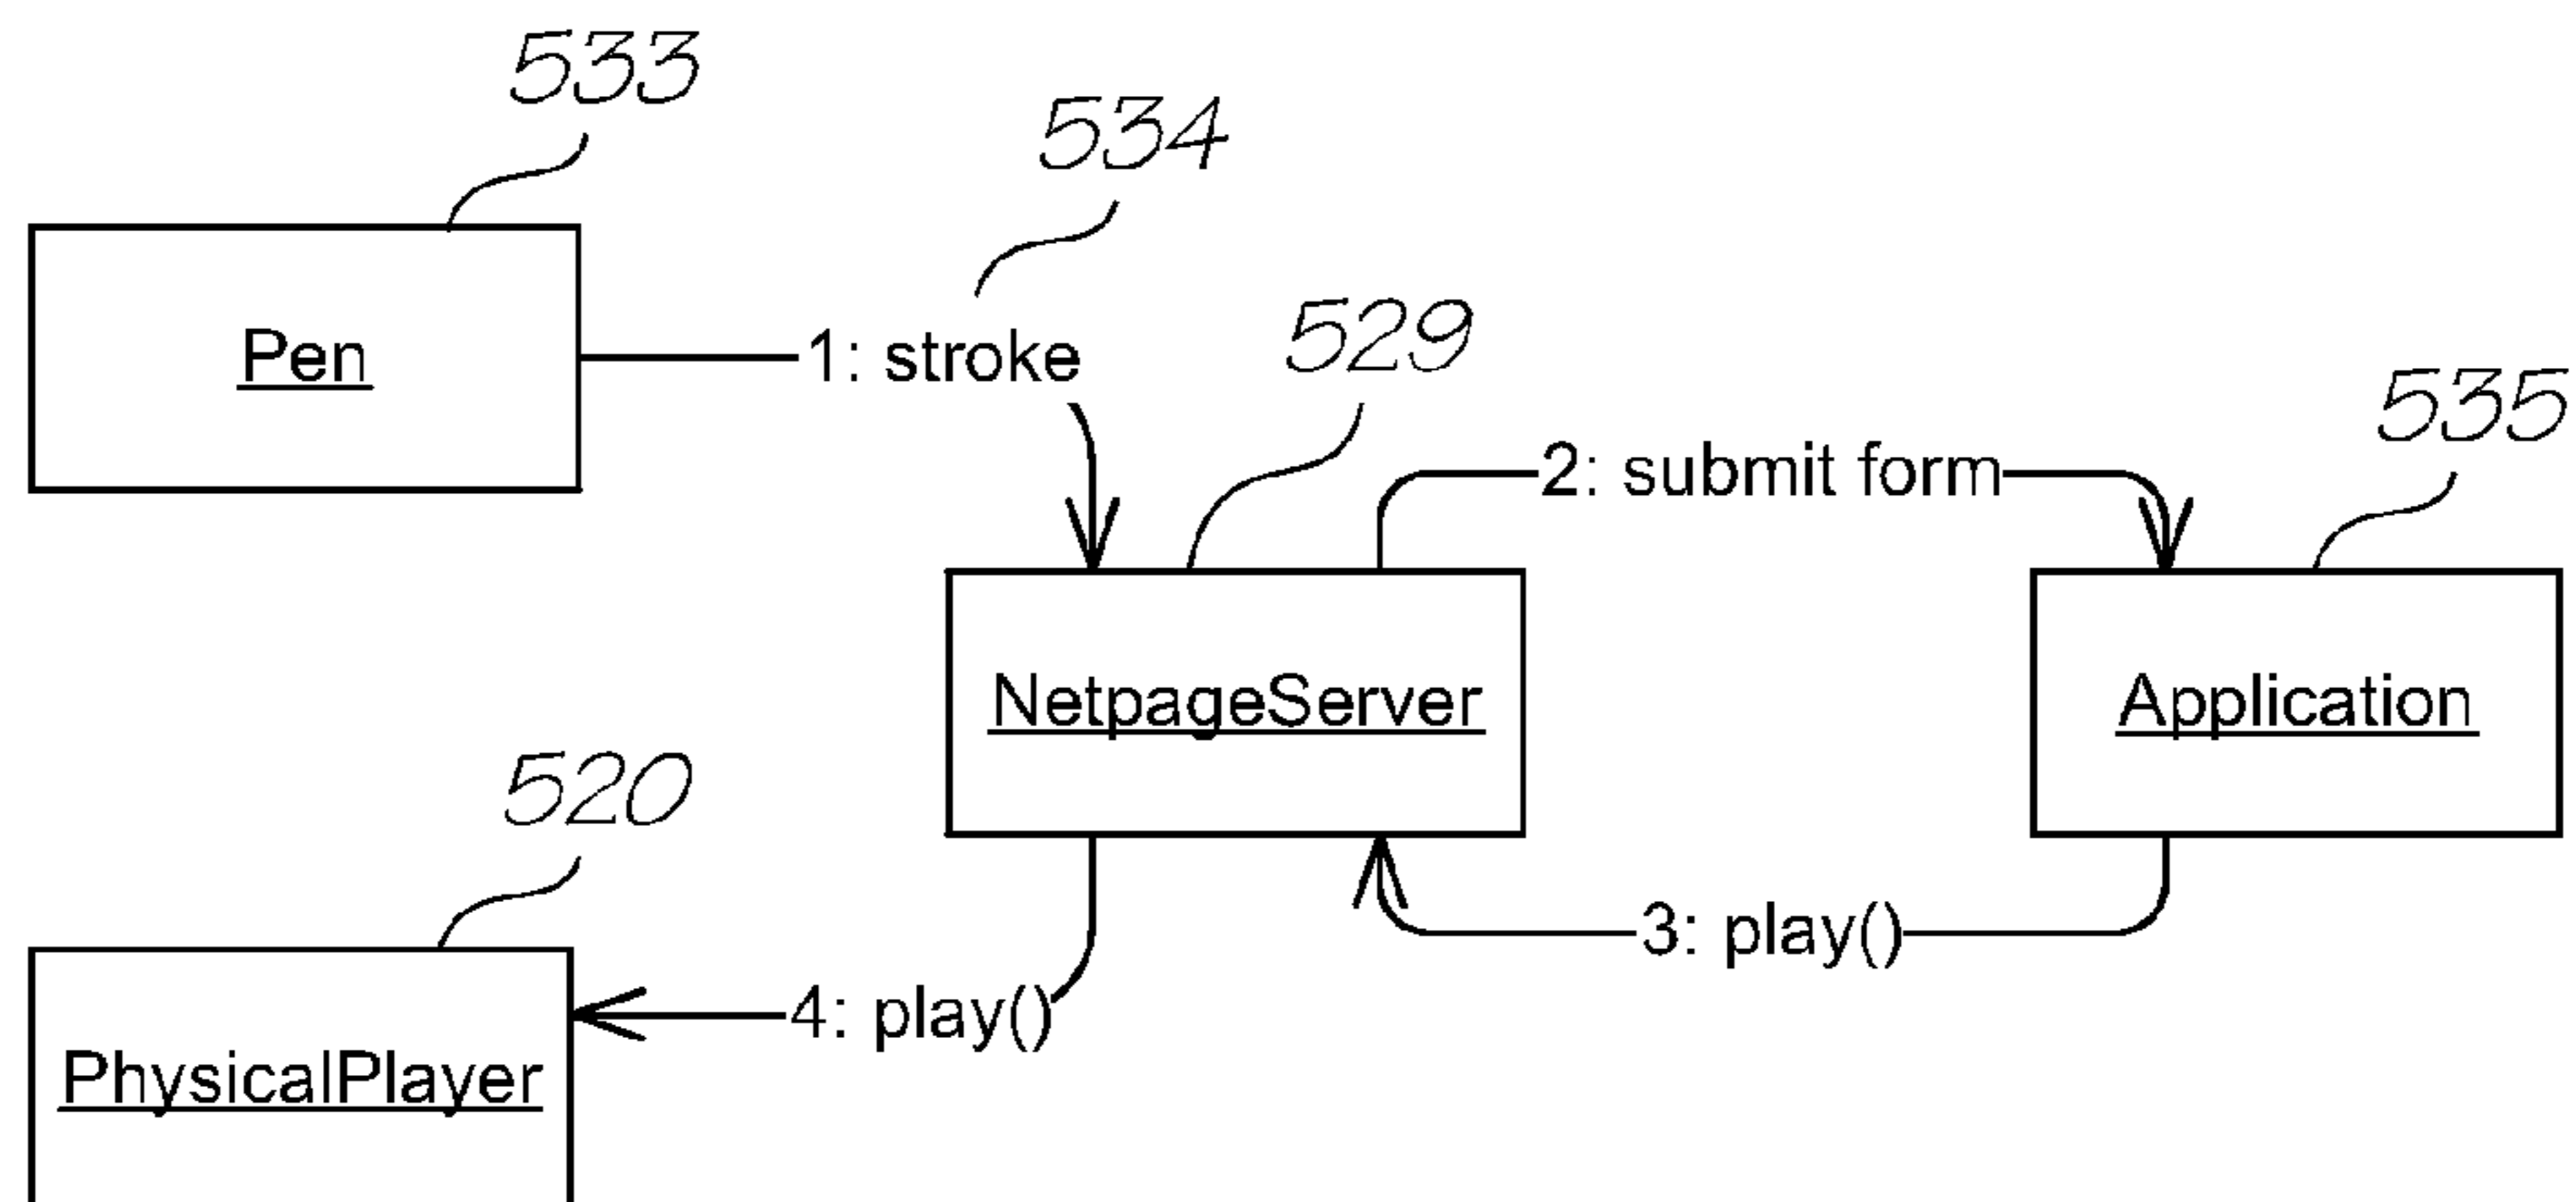 533
534
Pen
1: stroke
529
535
2: submit form
NetpageServer
Application
520
3: play()
4: play()
PhysicalPlayer